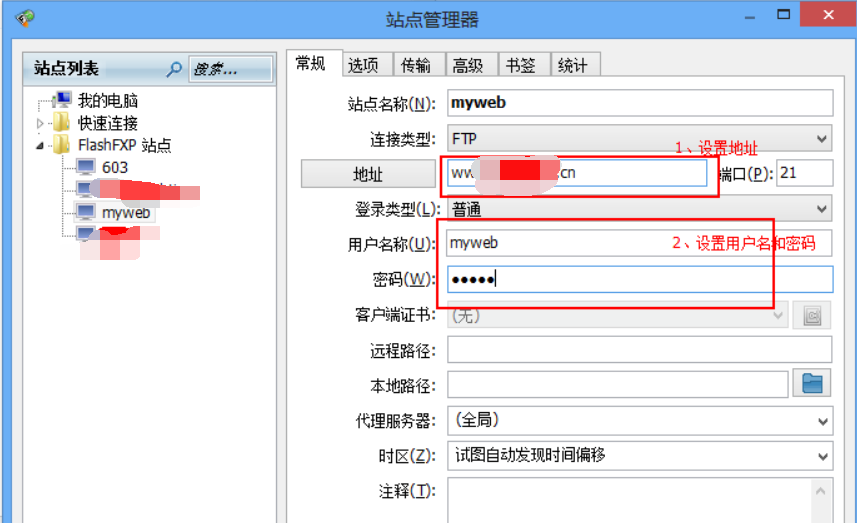 站点管理器
站点列表
搜索...
我的电脑
快速连接
FlashFXP 站点
603
myweb
常规 选项 传输 高级 书签 统计
站点名称(N): myweb
连接类型: FTP
1、设置地址
地址 ww cn 端口(P): 21
登录类型(L): 普通
用户名称(U): myweb
2、设置用户名和密码
密码(W): •••••
客户端证书: (无)
远程路径:
本地路径:
代理服务器: (全局)
时区(Z): 试图自动发现时间偏移
注释(T):